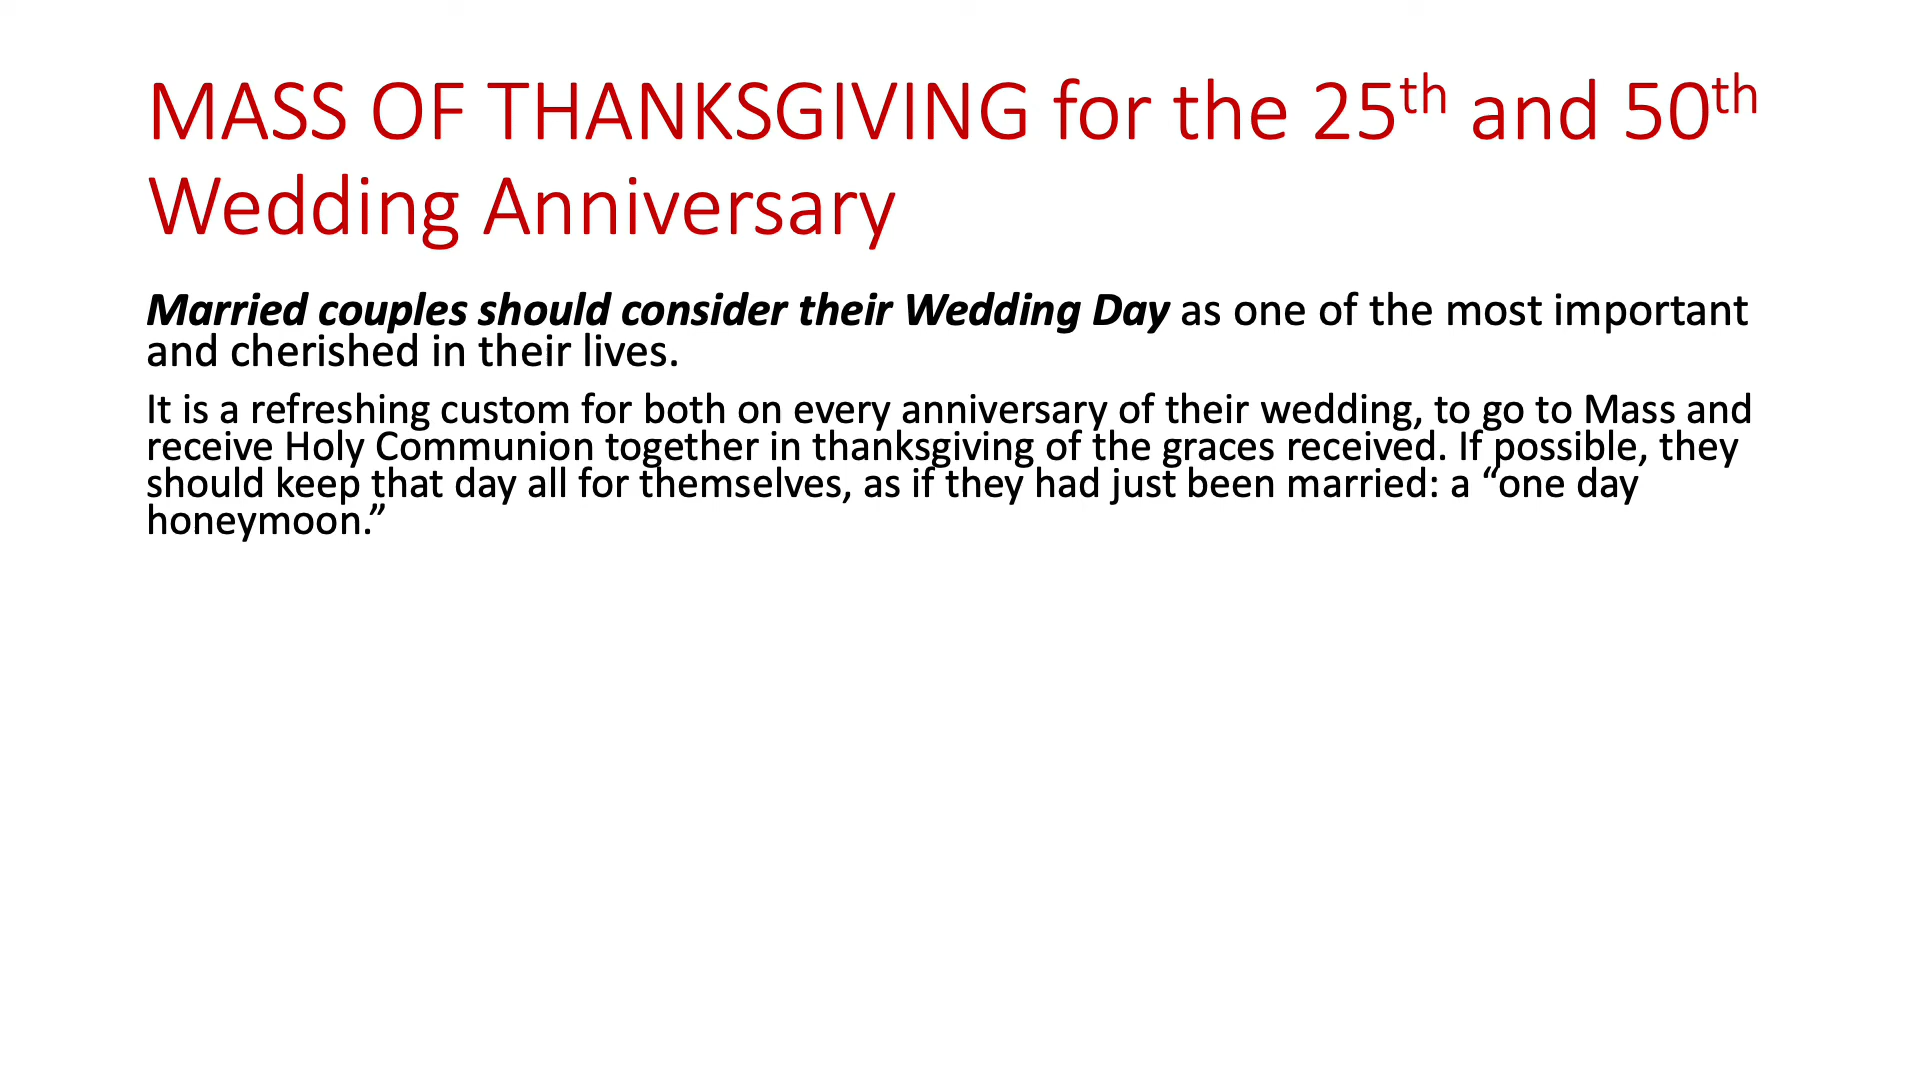 MASS OF THANKSGIVING for the 25th and 50th
Wedding Anniversary
Married couples should consider their Wedding Day as one of the most important
and cherished in their lives.
It is a refreshing custom for both on every anniversary of their wedding, to go to Mass and
receive Holy Communion together in thanksgiving of the graces received. If possible, they
should keep that day all for themselves, as if they had just been married: a “one day
honeymoon.”